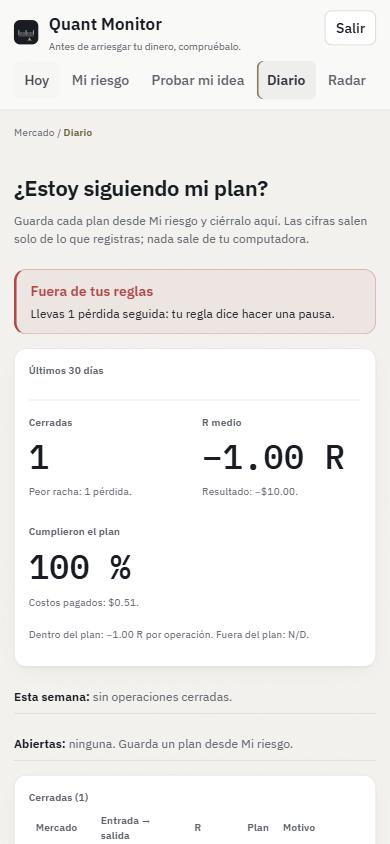 Quant Monitor
Antes de arriesgar tu dinero, compruébalo.
Salir
Hoy
Mi riesgo
Probar mi idea
Diario
Radar
Mercado / Diario
¿Estoy siguiendo mi plan?
Guarda cada plan desde Mi riesgo y ciérralo aquí. Las cifras salen
solo de lo que registras; nada sale de tu computadora.
Fuera de tus reglas
Llevas 1 pérdida seguida: tu regla dice hacer una pausa.
Últimos 30 días
Cerradas
1
Peor racha: 1 pérdida.
R medio
−1.00 R
Resultado: −$10.00.
Cumplieron el plan
100 %
Costos pagados: $0.51.
Dentro del plan: −1.00 R por operación. Fuera del plan: N/D.
Esta semana: sin operaciones cerradas.
Abiertas: ninguna. Guarda un plan desde Mi riesgo.
Cerradas (1)
Mercado
Entrada →
salida
R
Plan
Motivo